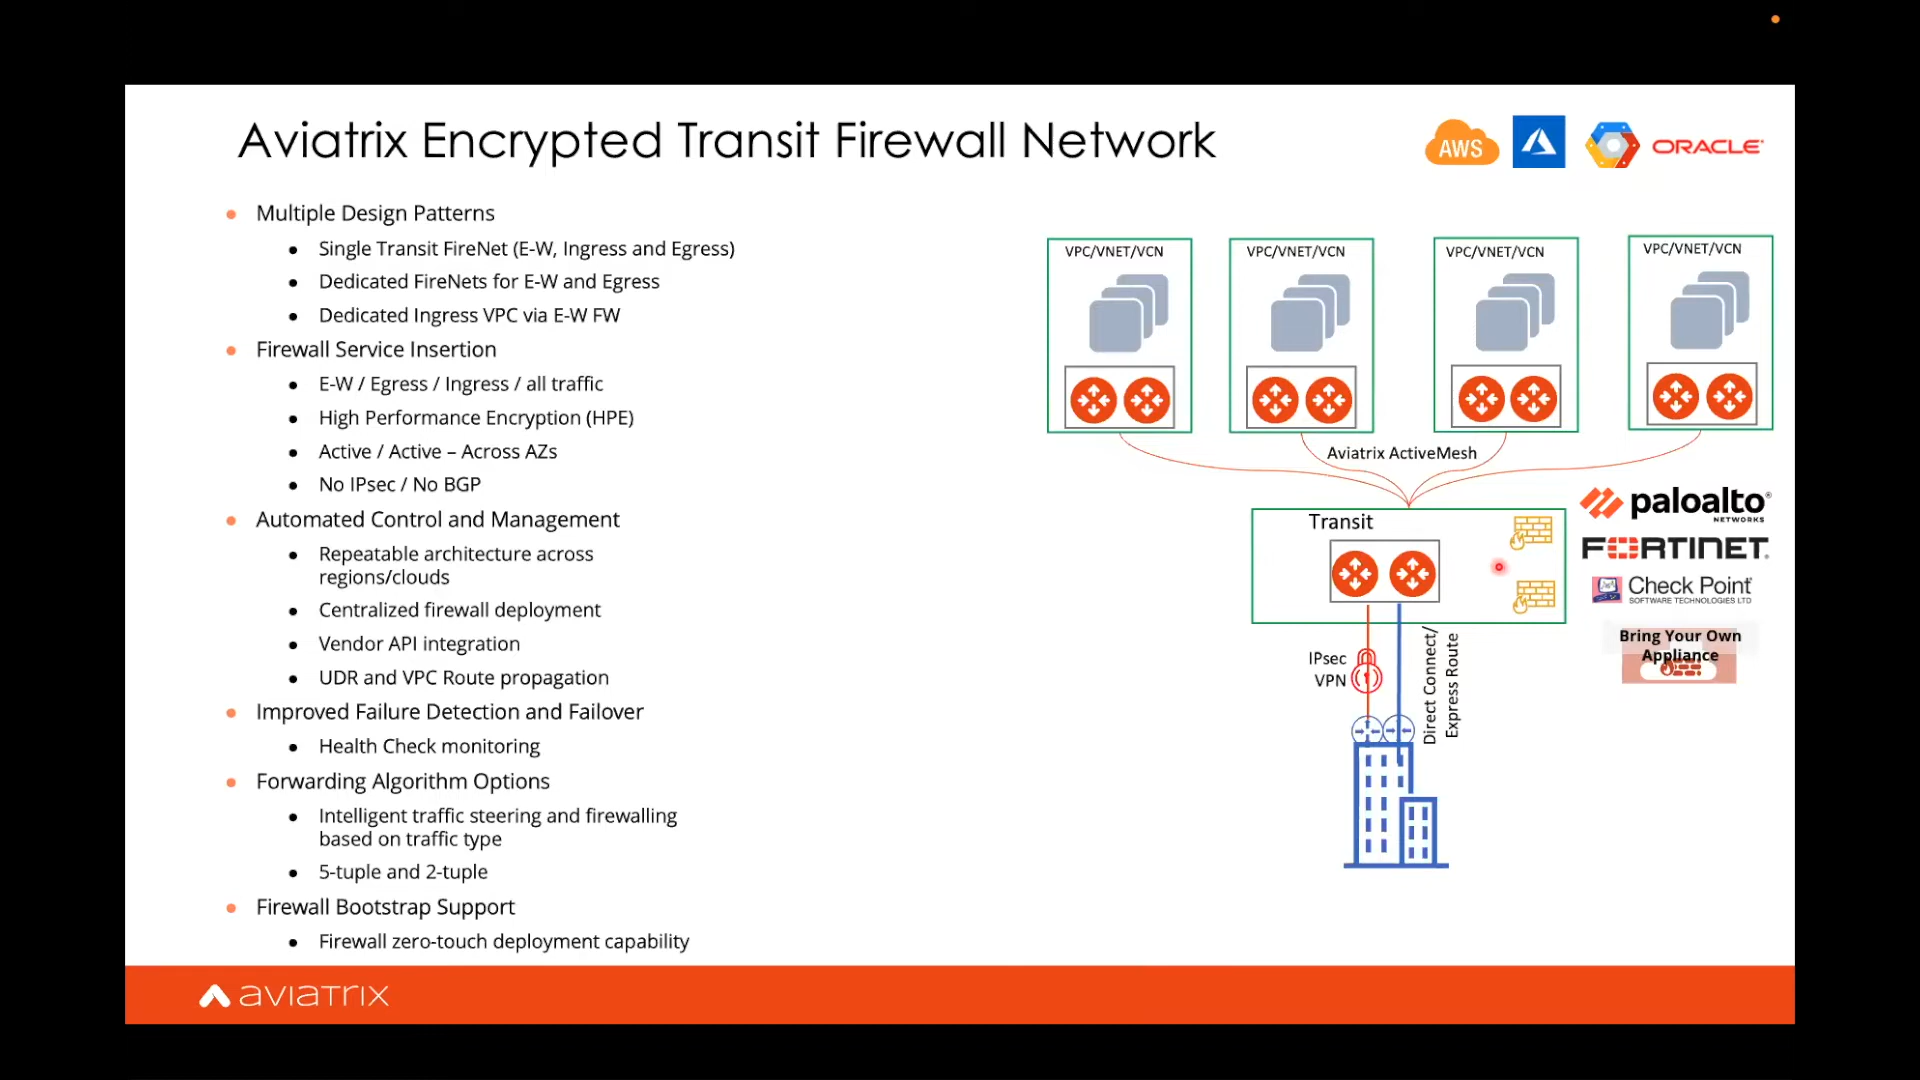 Aviatrix Encrypted Transit Firewall Network
AWS
ORACLE
Multiple Design Patterns
Single Transit FireNet (E-W, Ingress and Egress)
Dedicated FireNets for E-W and Egress
Dedicated Ingress VPC via E-W FW
Firewall Service Insertion
E-W / Egress / Ingress / all traffic
High Performance Encryption (HPE)
Active / Active – Across AZs
No IPsec / No BGP
Automated Control and Management
Repeatable architecture across
regions/clouds
Centralized firewall deployment
Vendor API integration
UDR and VPC Route propagation
Improved Failure Detection and Failover
Health Check monitoring
Forwarding Algorithm Options
Intelligent traffic steering and firewalling
based on traffic type
5-tuple and 2-tuple
Firewall Bootstrap Support
Firewall zero-touch deployment capability
VPC/VNET/VCN
VPC/VNET/VCN
VPC/VNET/VCN
VPC/VNET/VCN
Aviatrix ActiveMesh
Transit
paloalto
NETWORKS
FORTINET
Check Point
SOFTWARE TECHNOLOGIES LTD
Bring Your Own
Appliance
IPsec
VPN
Direct Connect/
Express Route
aviatrix